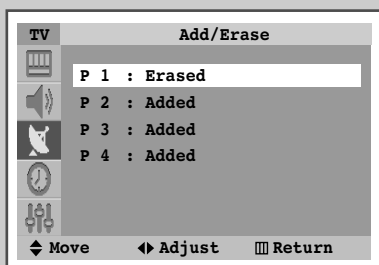 TV Add/Erase
P 1 : Erased
P 2 : Added
P 3 : Added
P 4 : Added
Move Adjust Return